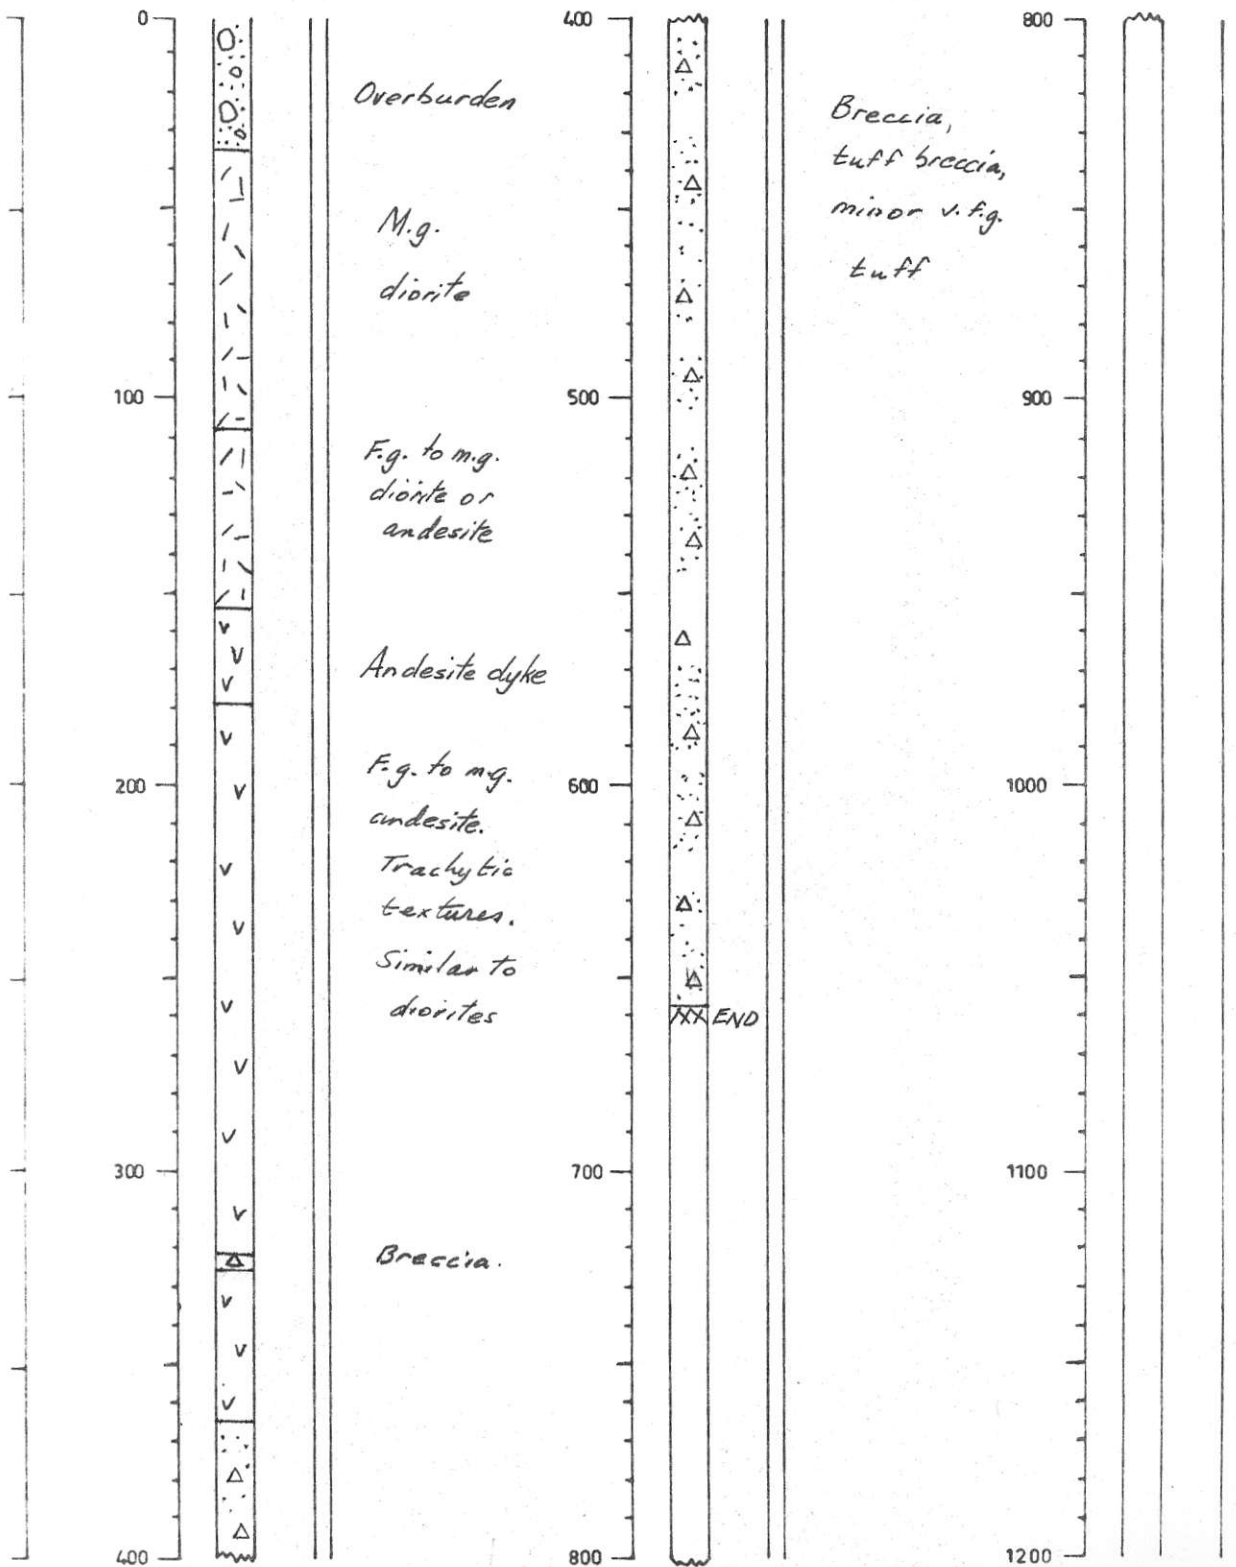 0
Overburden
M.g.
diorite
100
F.g. to m.g.
diorite or
andesite
Andesite dyke
200
F.g. to m.g.
andesite.
Trachytic
textures.
Similar to
diorites
300
Breccia.
400
400
Breccia,
tuff breccia,
minor v.f.g.
tuff
500
600
END
700
800
800
900
1000
1100
1200